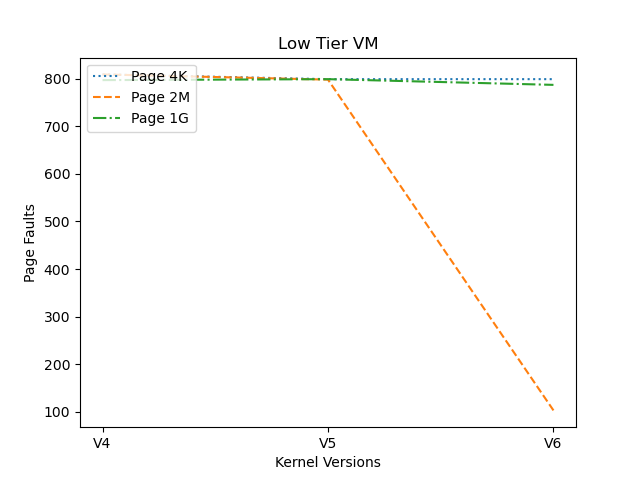 Low Tier VM
Page 4K
Page 2M
Page 1G
800
700
600
500
400
300
200
100
Page Faults
V4 V5 V6
Kernel Versions